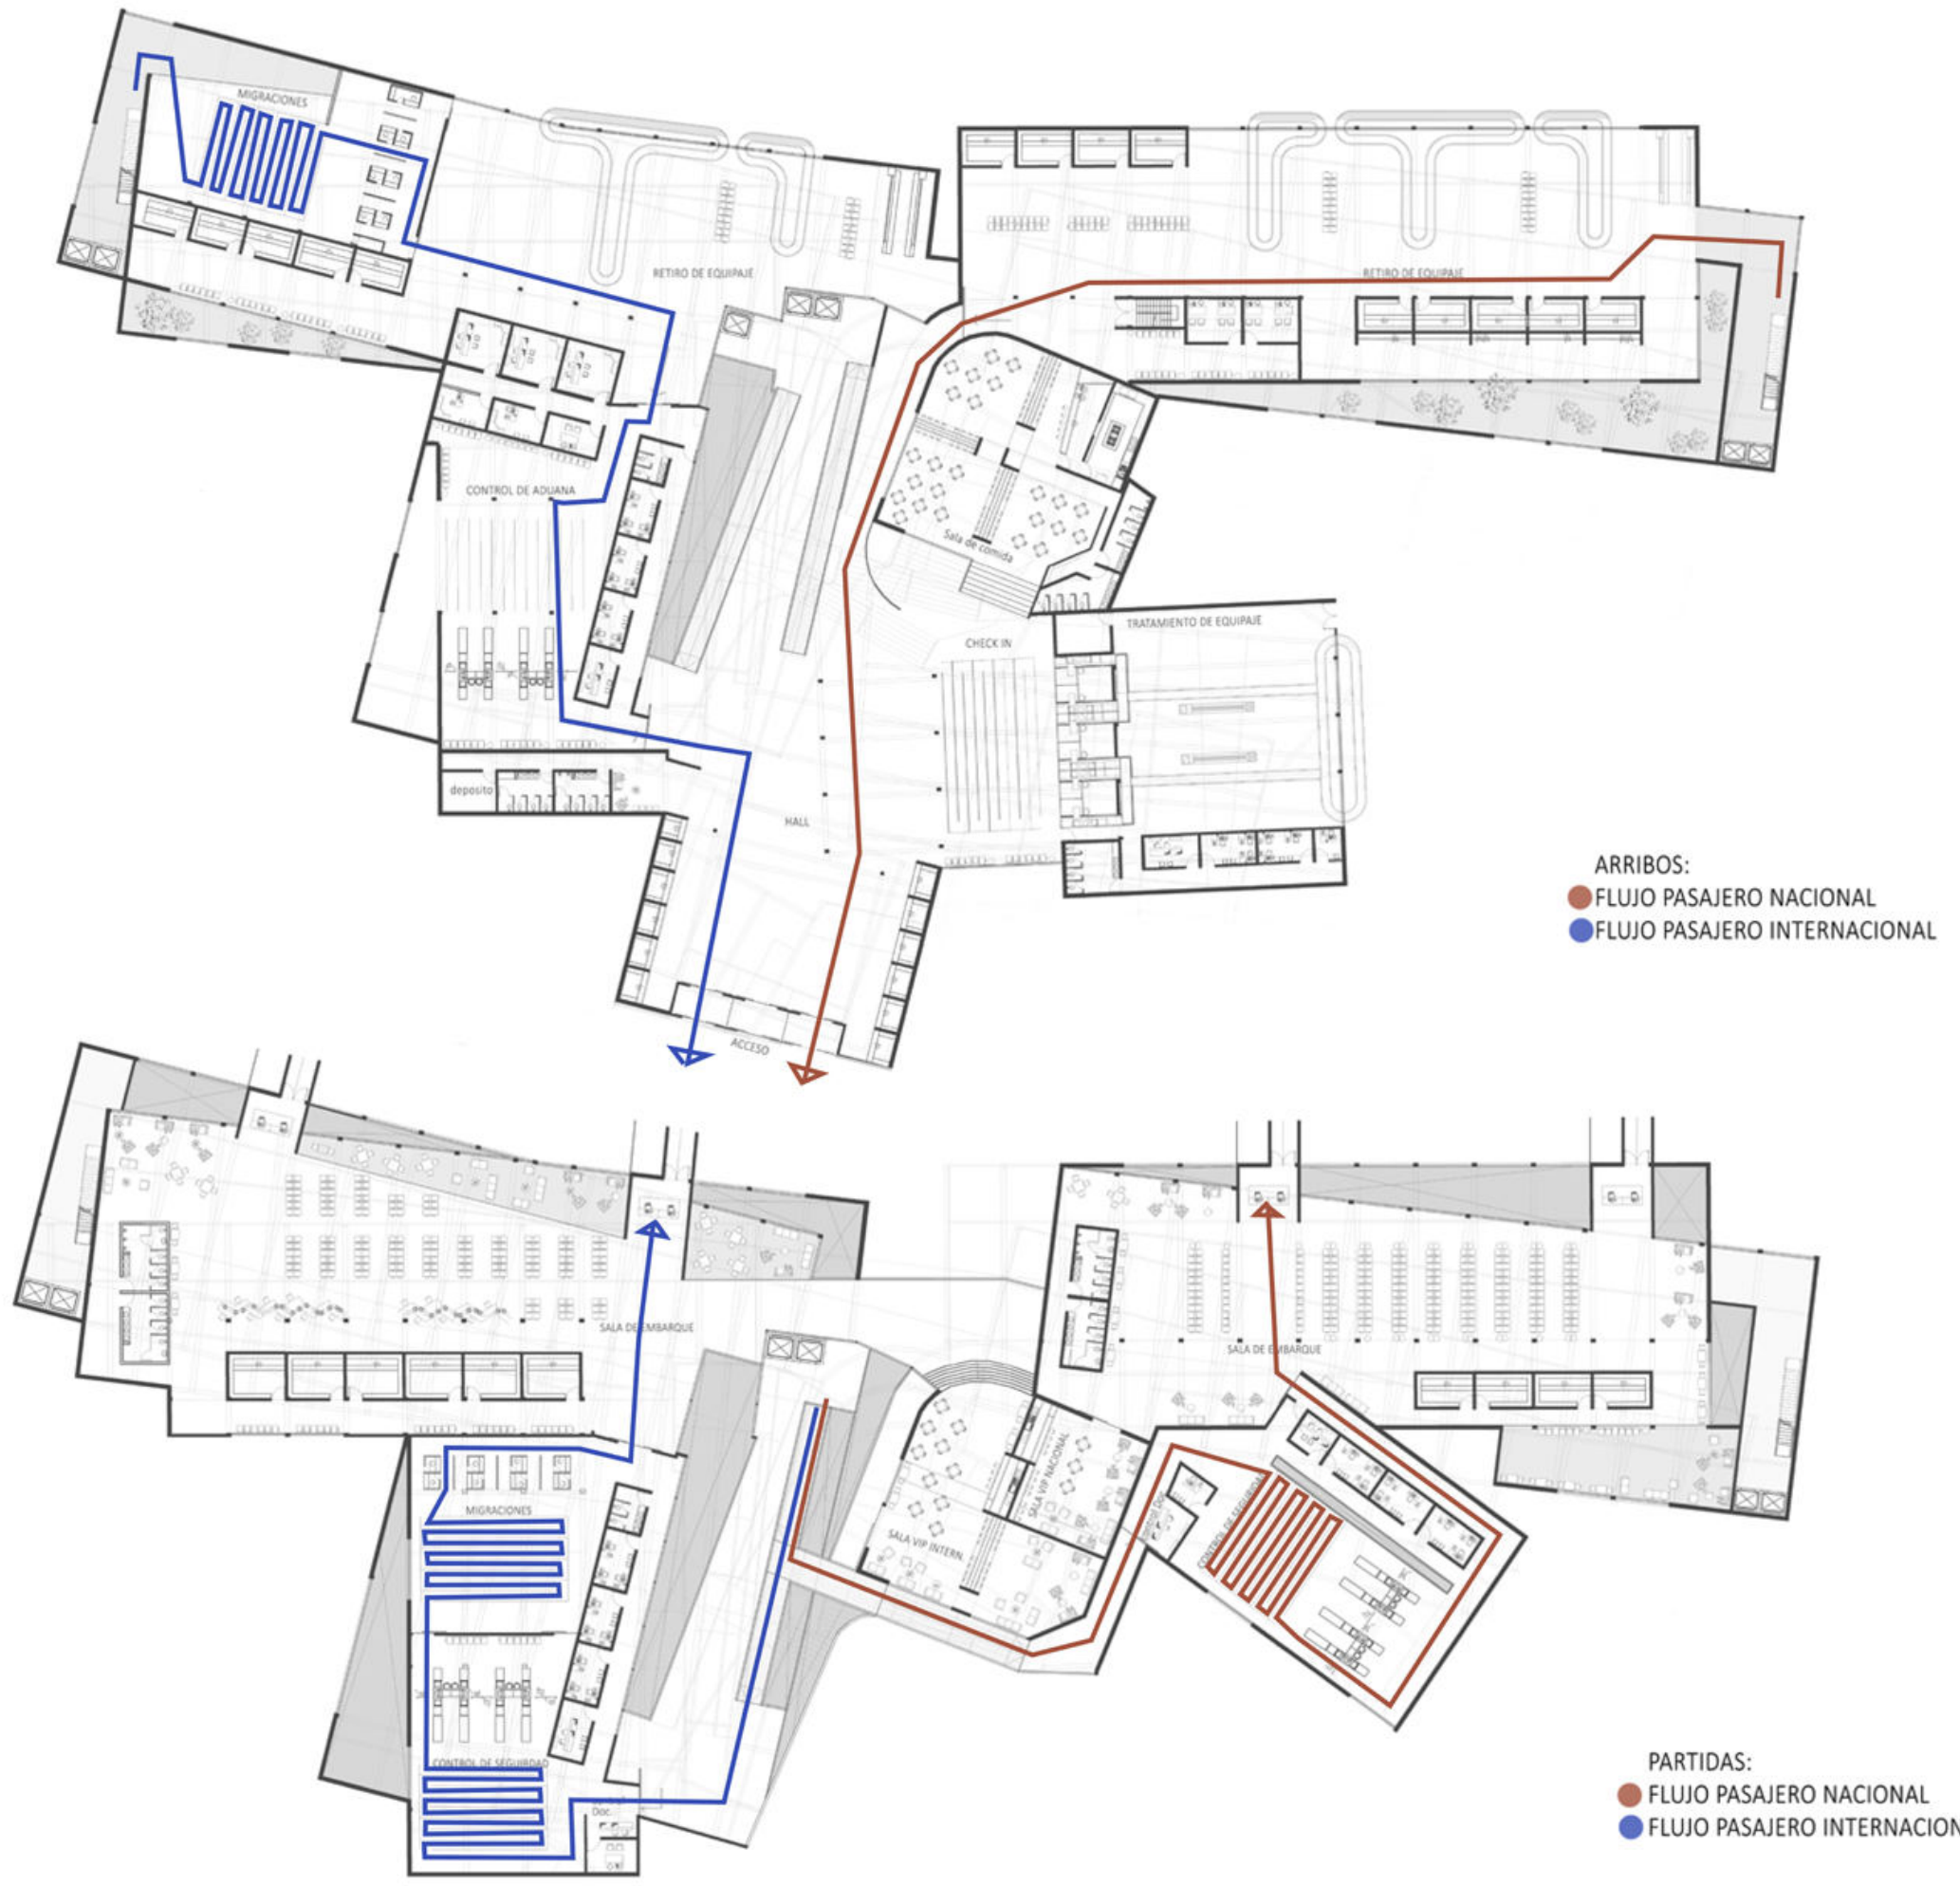 MIGRACIONES
RETIRO DE EQUIPAJE
RETIRO DE EQUIPAJE
CONTROL DE ADUANA
Sala de comida
TRATAMIENTO DE EQUIPAJE
CHECK IN
deposito
HALL
ACCESO
ARRIBOS:
FLUJO PASAJERO NACIONAL
FLUJO PASAJERO INTERNACIONAL
SALA DE EMBARQUE
SALA DE EMBARQUE
MIGRACIONES
SALA VIP NACIONAL
SALA VIP INTERN.
CONTROL DE SEGURIDAD
CONTROL DE SEGUIRDAD
Doc.
PARTIDAS:
FLUJO PASAJERO NACIONAL
FLUJO PASAJERO INTERNACION